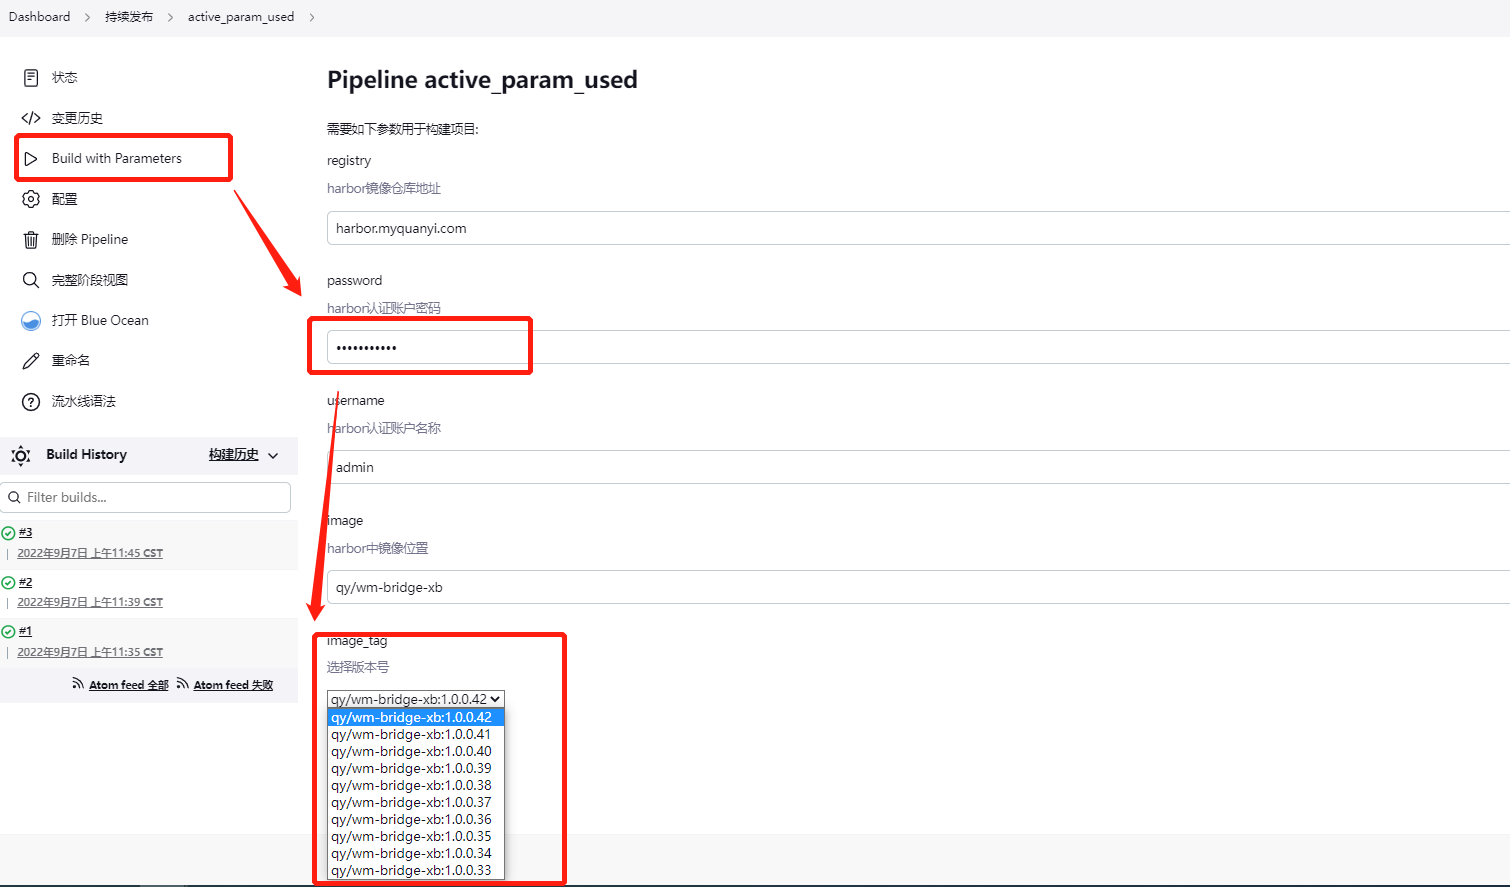 Dashboard > 持续发布 > active_param_used >
状态
变更历史
Build with Parameters
配置
删除 Pipeline
完整阶段视图
打开 Blue Ocean
重命名
流水线语法
Build History 构建历史
Filter builds...
#3
2022年9月7日 上午11:45 CST
#2
2022年9月7日 上午11:39 CST
#1
2022年9月7日 上午11:35 CST
Atom feed 全部 Atom feed 失败
Pipeline active_param_used
需要如下参数用于构建项目:
registry
harbor镜像仓库地址
harbor.myquanyi.com
password
harbor认证账户密码
•••••••••••
username
harbor认证账户名称
admin
image
harbor中镜像位置
qy/wm-bridge-xb
image_tag
选择版本号
qy/wm-bridge-xb:1.0.0.42
qy/wm-bridge-xb:1.0.0.42
qy/wm-bridge-xb:1.0.0.41
qy/wm-bridge-xb:1.0.0.40
qy/wm-bridge-xb:1.0.0.39
qy/wm-bridge-xb:1.0.0.38
qy/wm-bridge-xb:1.0.0.37
qy/wm-bridge-xb:1.0.0.36
qy/wm-bridge-xb:1.0.0.35
qy/wm-bridge-xb:1.0.0.34
qy/wm-bridge-xb:1.0.0.33